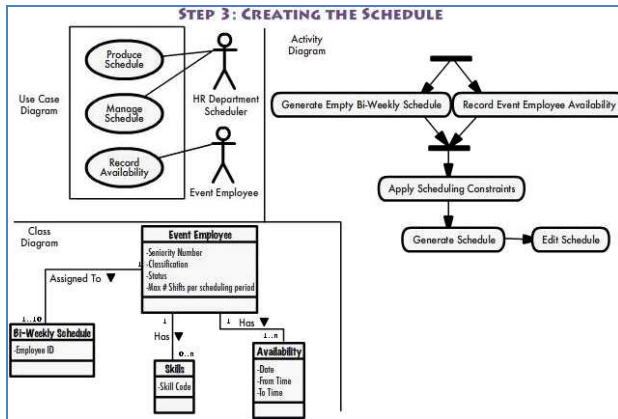 STEP 3: CREATING THE SCHEDULE
Use Case
Diagram
Produce
Schedule
Manage
Schedule
Record
Availability
HR Department
Scheduler
Event Employee
Activity
Diagram
Generate Empty Bi-Weekly Schedule
Record Event Employee Availability
Apply Scheduling Constraints
Generate Schedule
Edit Schedule
Class
Diagram
Event Employee
-Seniority Number
-Classification
-Status
-Max # Shifts per scheduling period
1
Assigned To ▼
1..10
Bi-Weekly Schedule
-Employee ID
1
Has ▼
0..n
Skills
-Skill Code
1
Has ▼
1..n
Availability
-Date
-From Time
-To Time